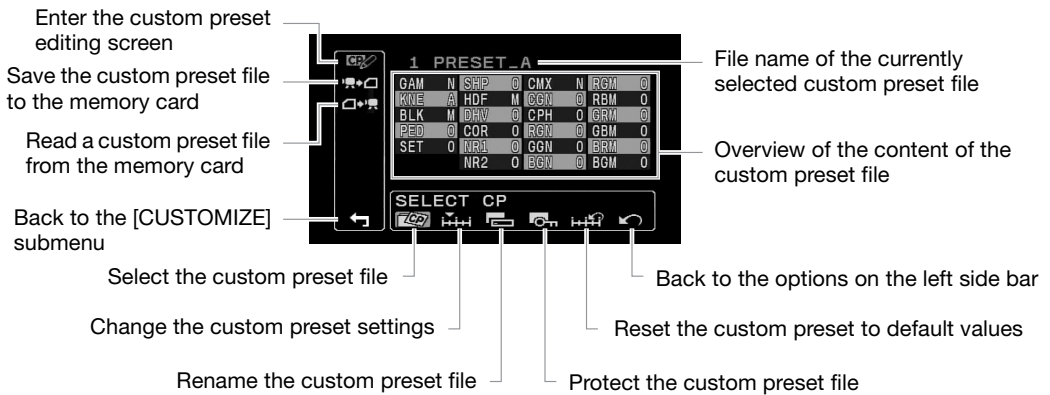 Enter the custom preset
editing screen
Save the custom preset file
to the memory card
Read a custom preset file
from the memory card
Back to the [CUSTOMIZE]
submenu
CP
1 PRESET_A
GAM N SHP 0 CMX N RGM 0
KNE A HDF M CGN 0 RBM 0
BLK M DHV 0 CPH 0 GRM 0
PED 0 COR 0 RGN 0 GBM 0
SET 0 NR1 0 GGN 0 BRM 0
NR2 0 BGN 0 BGM 0
SELECT CP
CP
File name of the currently
selected custom preset file
Overview of the content of the
custom preset file
Select the custom preset file
Back to the options on the left side bar
Change the custom preset settings
Reset the custom preset to default values
Rename the custom preset file
Protect the custom preset file